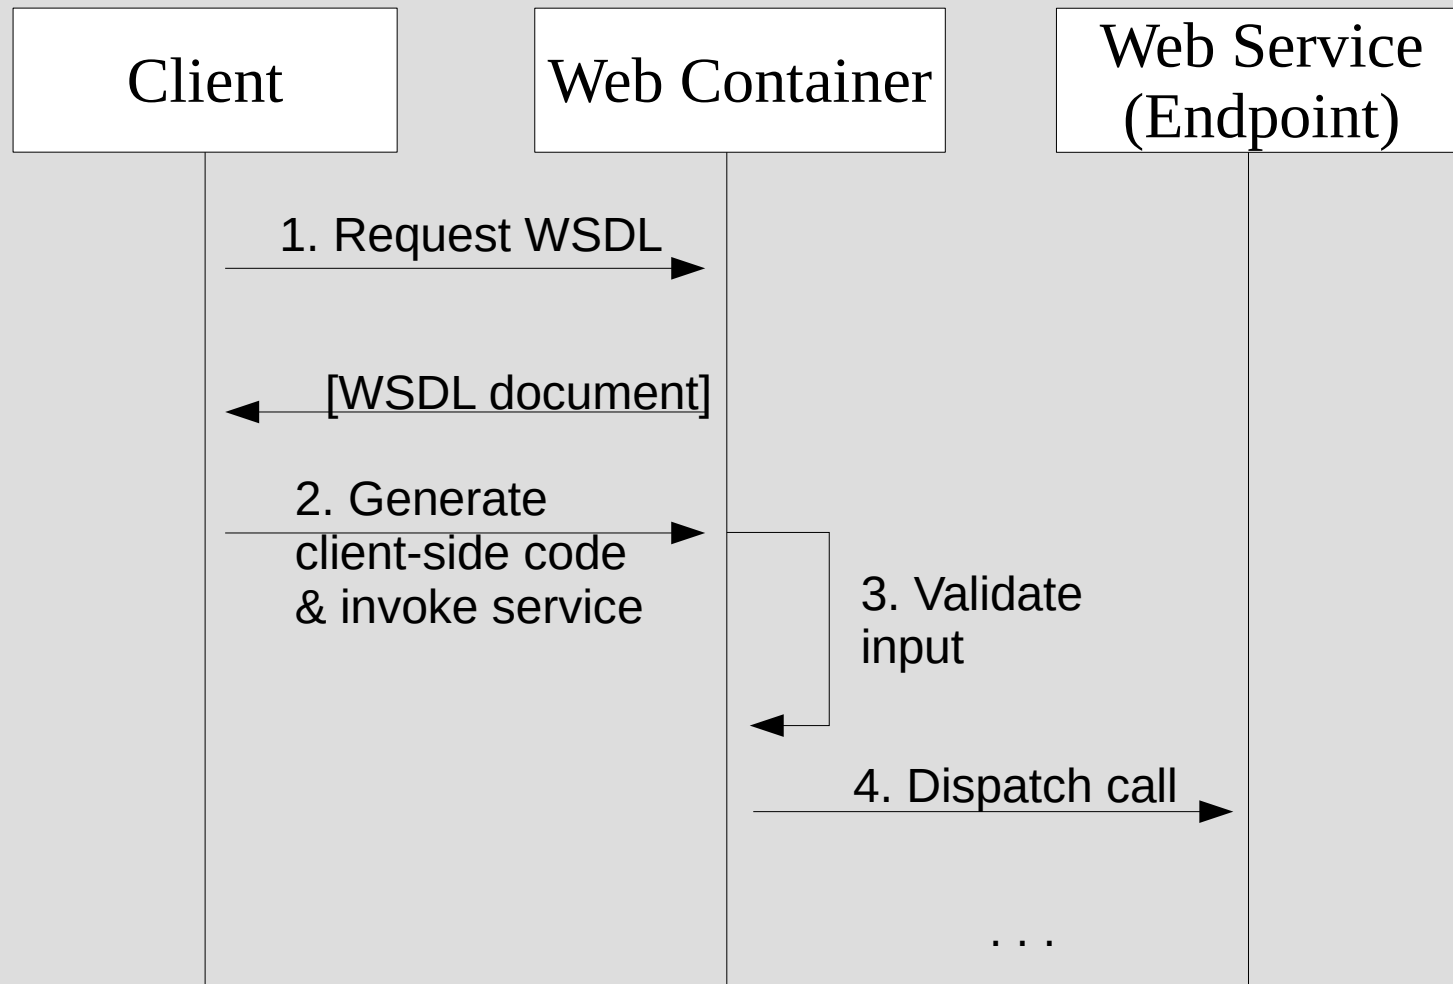 Client
Web Container
Web Service
(Endpoint)
1. Request WSDL
[WSDL document]
2. Generate
client-side code
& invoke service
3. Validate
input
4. Dispatch call
. . .